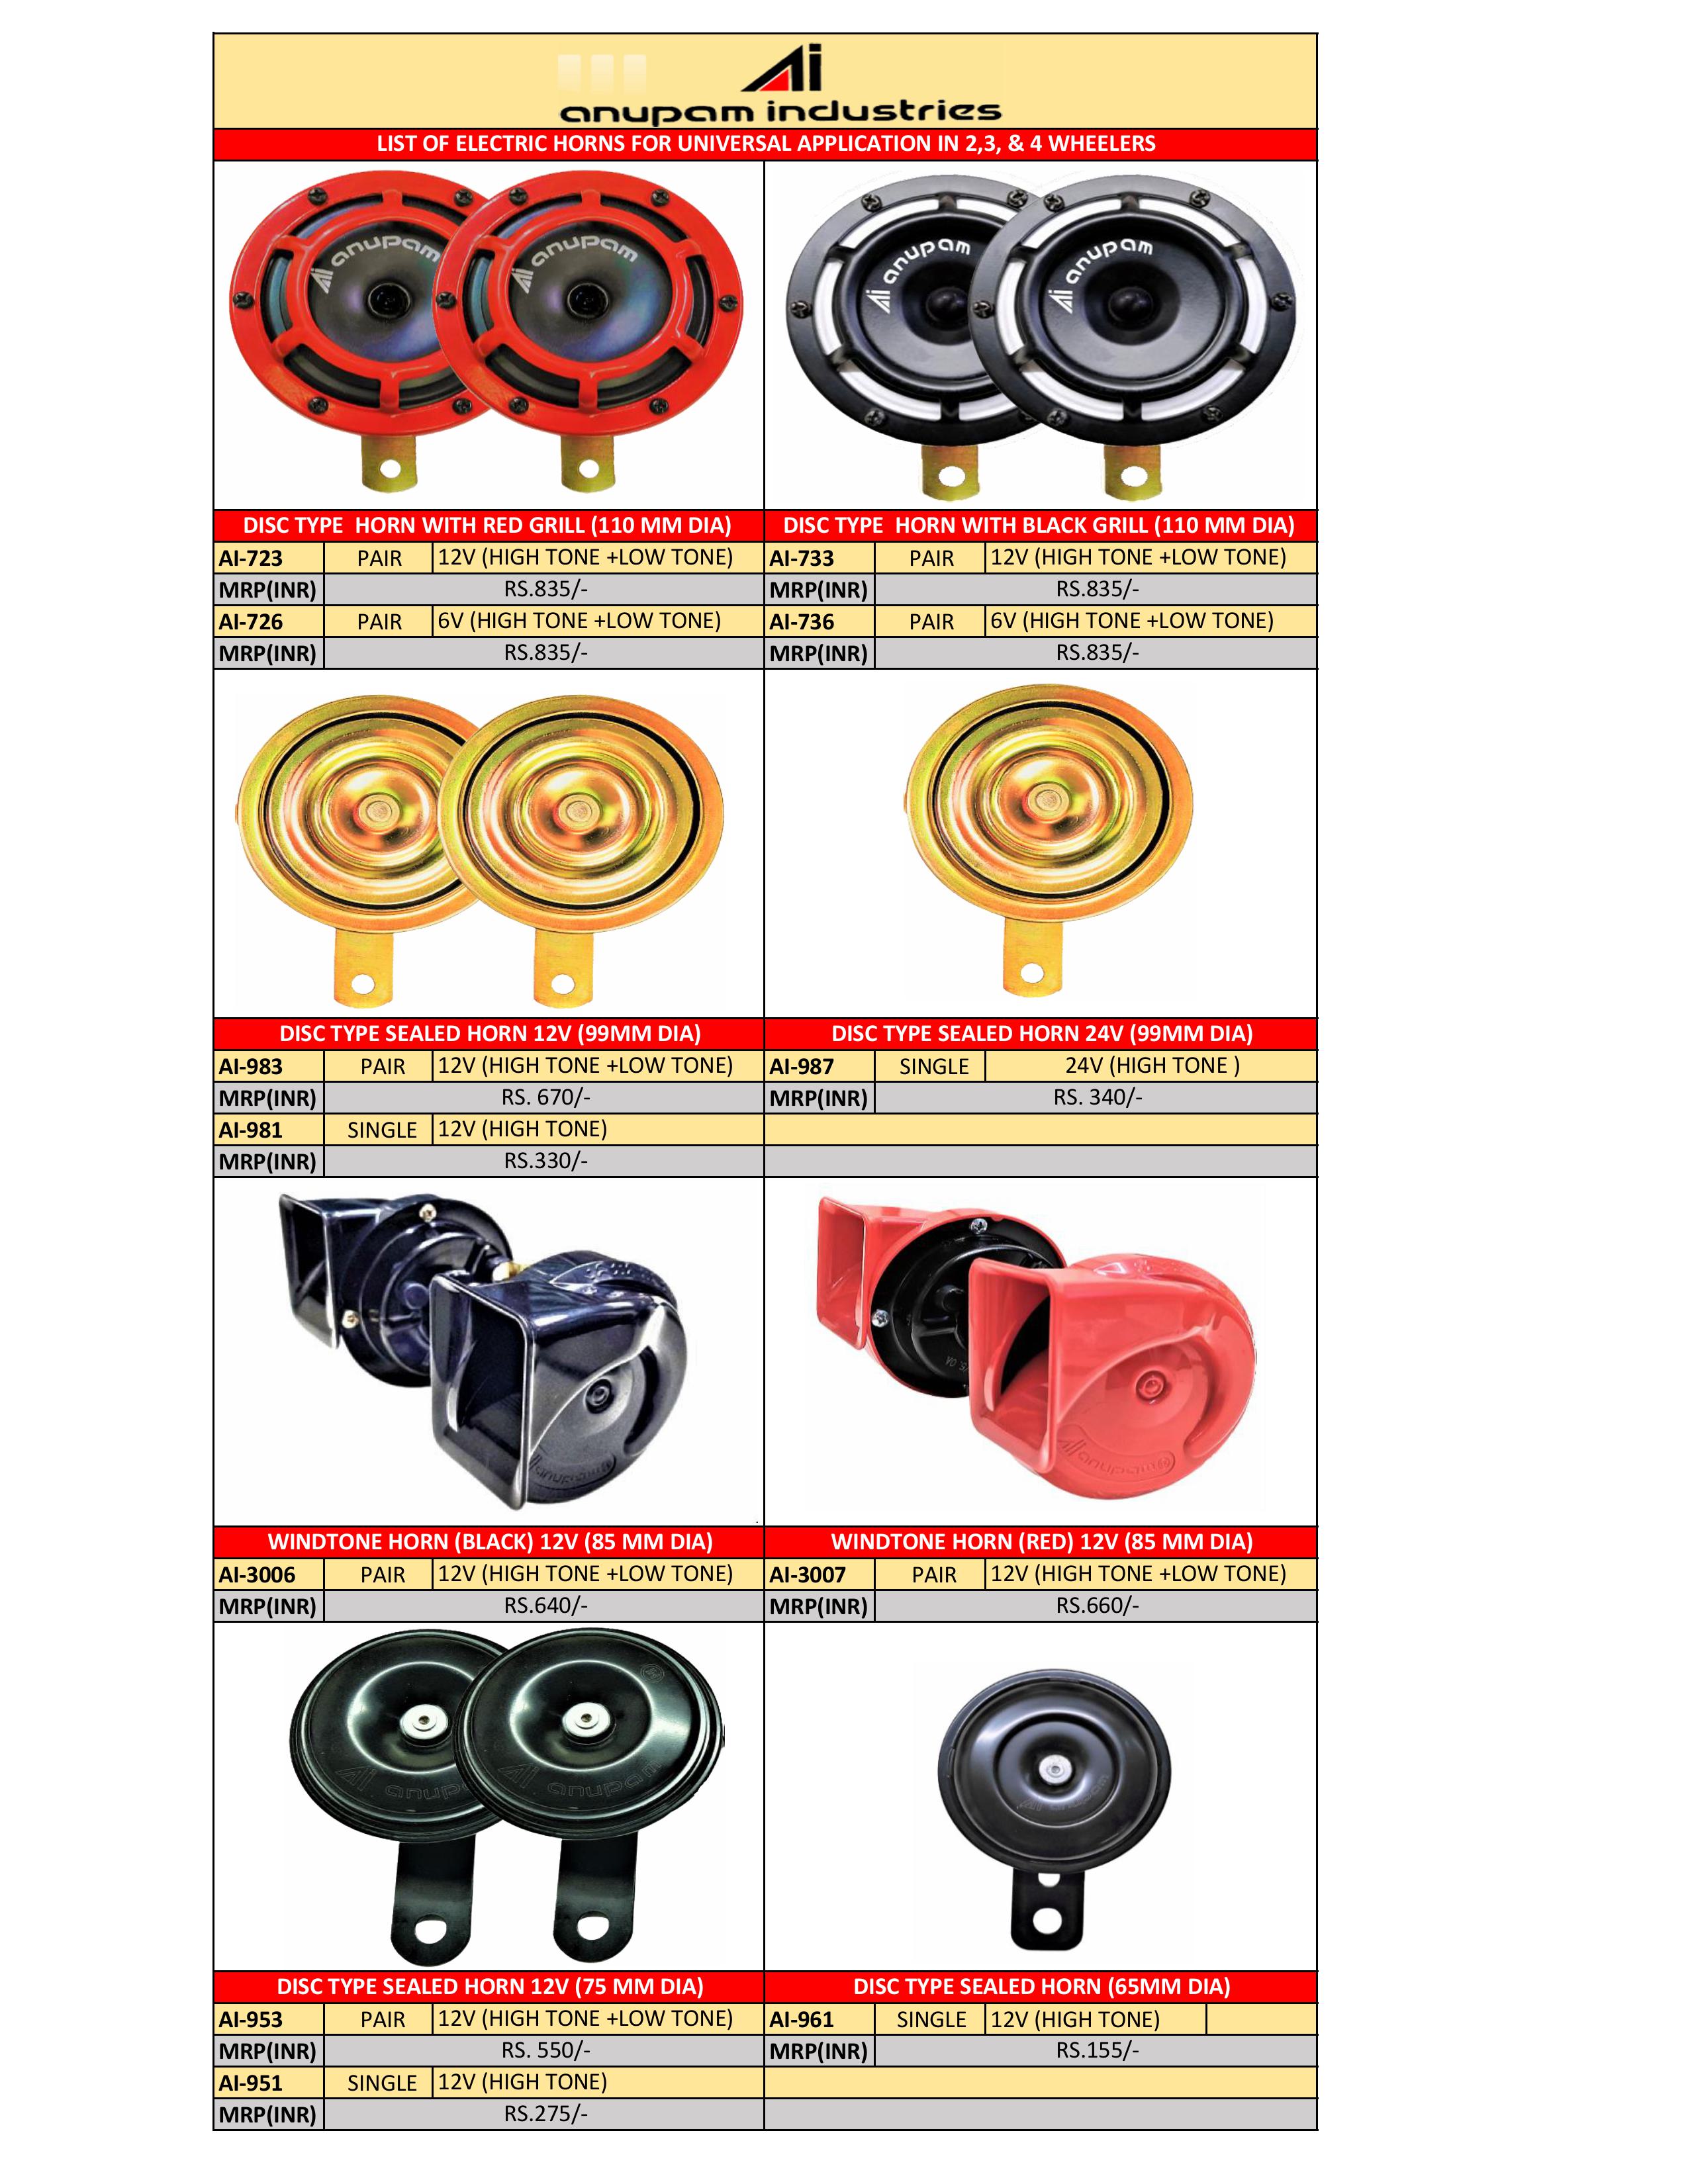 Ai
anupam industries
LIST OF ELECTRIC HORNS FOR UNIVERSAL APPLICATION IN 2,3, & 4 WHEELERS
Ai anupam
Ai anupam
Ai anupam
Ai anupam
DISC TYPE HORN WITH RED GRILL (110 MM DIA)
AI-723 PAIR 12V (HIGH TONE +LOW TONE)
MRP(INR) RS.835/-
AI-726 PAIR 6V (HIGH TONE +LOW TONE)
MRP(INR) RS.835/-
DISC TYPE HORN WITH BLACK GRILL (110 MM DIA)
AI-733 PAIR 12V (HIGH TONE +LOW TONE)
MRP(INR) RS.835/-
AI-736 PAIR 6V (HIGH TONE +LOW TONE)
MRP(INR) RS.835/-
DISC TYPE SEALED HORN 12V (99MM DIA)
AI-983 PAIR 12V (HIGH TONE +LOW TONE)
MRP(INR) RS. 670/-
AI-981 SINGLE 12V (HIGH TONE)
MRP(INR) RS.330/-
DISC TYPE SEALED HORN 24V (99MM DIA)
AI-987 SINGLE 24V (HIGH TONE )
MRP(INR) RS. 340/-
Ai anupam
Ai anupam
WINDTONE HORN (BLACK) 12V (85 MM DIA)
AI-3006 PAIR 12V (HIGH TONE +LOW TONE)
MRP(INR) RS.640/-
WINDTONE HORN (RED) 12V (85 MM DIA)
AI-3007 PAIR 12V (HIGH TONE +LOW TONE)
MRP(INR) RS.660/-
Ai anupam
DISC TYPE SEALED HORN 12V (75 MM DIA)
AI-953 PAIR 12V (HIGH TONE +LOW TONE)
MRP(INR) RS. 550/-
AI-951 SINGLE 12V (HIGH TONE)
MRP(INR) RS.275/-
DISC TYPE SEALED HORN (65MM DIA)
AI-961 SINGLE 12V (HIGH TONE)
MRP(INR) RS.155/-